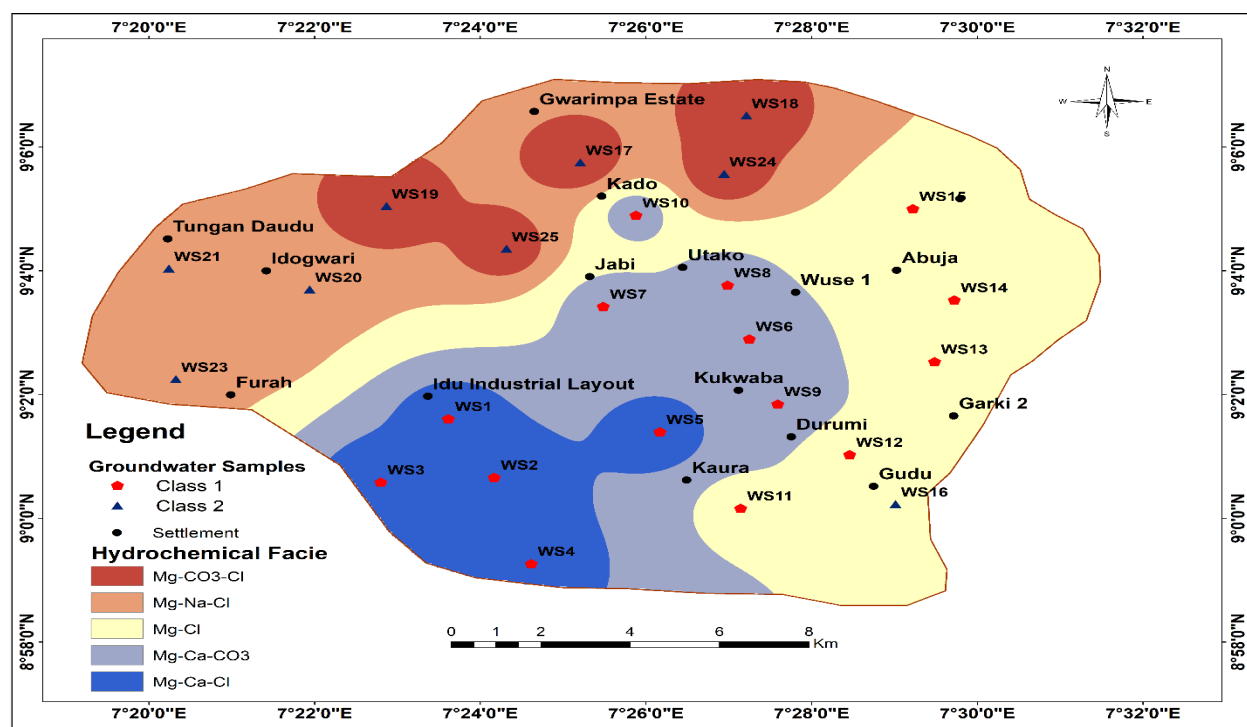 7°20'0"E 7°22'0"E 7°24'0"E 7°26'0"E 7°28'0"E 7°30'0"E 7°32'0"E
N
W E
S
9°6'0"N 9°6'0"N
9°4'0"N 9°4'0"N
9°2'0"N 9°2'0"N
9°0'0"N 9°0'0"N
8°58'0"N 8°58'0"N
Gwarimpa Estate
WS18
WS17
WS24
Kado
WS19
WS10
WS15
Tungan Daudu
WS25
WS21
Idogwari
Jabi
Utako
Abuja
WS20
WS8
Wuse 1
WS7
WS14
WS6
WS13
WS23
Furah
Idu Industrial Layout
Kukwaba
WS9
Garki 2
WS1
WS5
Durumi
WS12
WS3
WS2
Kaura
Gudu
WS11
WS16
WS4
Legend
Groundwater Samples
Class 1
Class 2
Settlement
Hydrochemical Facie
Mg-CO3-Cl
Mg-Na-Cl
Mg-Cl
Mg-Ca-CO3
Mg-Ca-Cl
0 1 2 4 6 8
Km
7°20'0"E 7°22'0"E 7°24'0"E 7°26'0"E 7°28'0"E 7°30'0"E 7°32'0"E